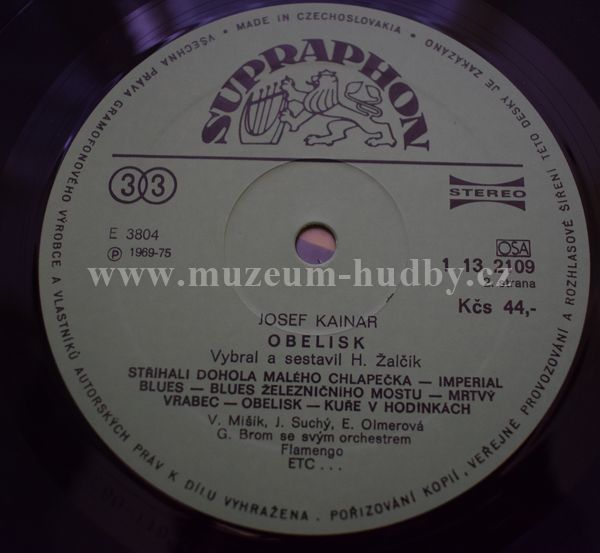 VŠECHNA PRÁVA GRAMOFONOVÉHO VÝROBCE A VLASTNÍKŮ AUTORSKÝCH PRÁV K DÍLU VYHRAŽENA. POŘIZOVÁNÍ KOPIÍ, VEŘEJNÉ PROVOZOVÁNÍ A ROZHLASOVÉ ŠÍŘENÍ TÉTO DESKY JE ZAKÁZÁNO
• MADE IN CZECHOSLOVAKIA •
SUPRAPHON
33
STEREO
E 3804
Ⓟ 1969-75
OSA
1 13 2109
2. strana
Kčs 44,-
www.muzeum-hudby.cz
JOSEF KAINAR
OBELISK
Vybral a sestavil H. Žalčík
STŘÍHALI DOHOLA MALÉHO CHLAPEČKA — IMPERIAL
BLUES — BLUES ŽELEZNIČNÍHO MOSTU — MRTVÝ
VRABEC — OBELISK — KUŘE V HODINKÁCH
V. Mišík, J. Suchý, E. Olmerová
G. Brom se svým orchestrem
Flamengo
ETC . . .